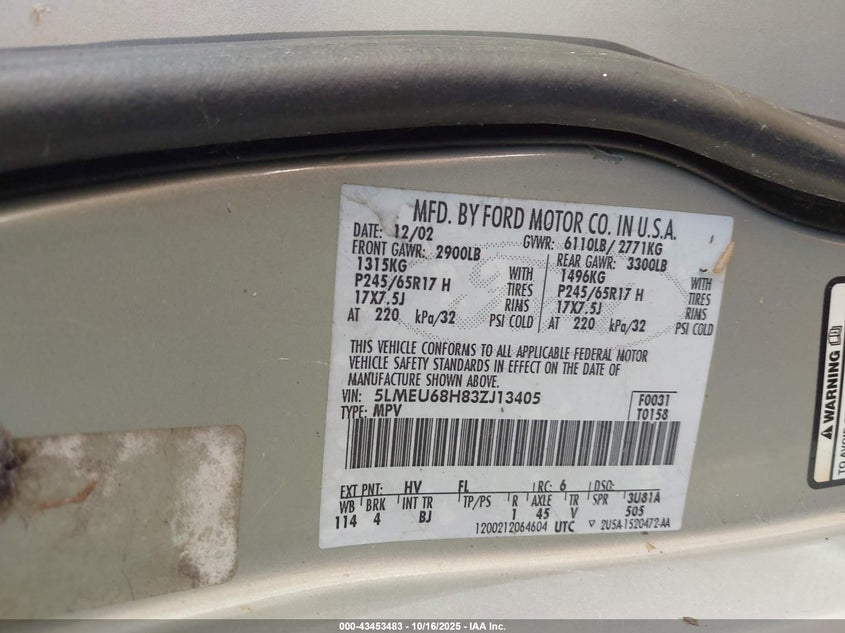 MFD. BY FORD MOTOR CO. IN U.S.A.
DATE: 12/02 GVWR: 6110LB/ 2771KG
FRONT GAWR: 2900LB REAR GAWR: 3300LB
1315KG WITH 1496KG WITH
P245/65R17 H TIRES P245/65R17 H TIRES
17X7.5J RIMS 17X7.5J RIMS
AT 220 kPa/32 PSI COLD AT 220 kPa/32 PSI COLD
THIS VEHICLE CONFORMS TO ALL APPLICABLE FEDERAL MOTOR
VEHICLE SAFETY STANDARDS IN EFFECT ON THE DATE OF
MANUFACTURE SHOWN ABOVE.
VIN: 5LMEU68H83ZJ13405 F0031
TYPE: MPV T0158
EXT PNT: HV FL RC: 6 DSO:
WB BRK INT TR TP/PS R AXLE TR SPR 3U81A
114 4 BJ 1 45 V 505
1200212064604 UTC ▽ 2USA-1520472-AA
WARNING
TO AVOID
000-43453483 | 10/16/2025 | IAA Inc.